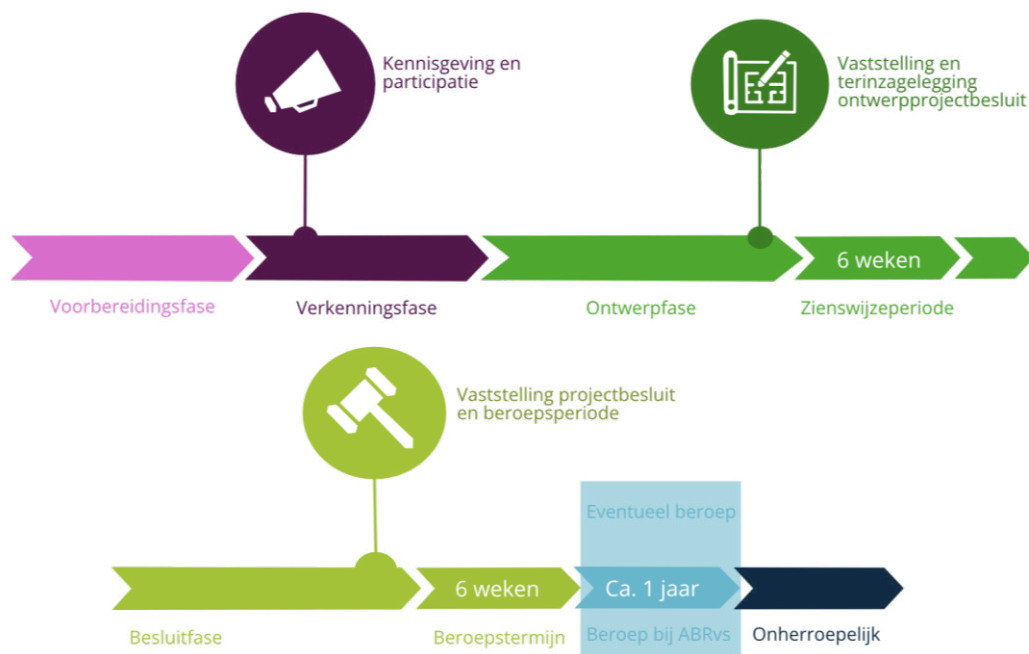 Kennisgeving en
participatie
Vaststelling en
terinzagelegging
ontwerpprojectbesluit
6 weken
Voorbereidingsfase
Verkenningsfase
Ontwerpfase
Zienswijzeperiode
Vaststelling projectbesluit
en beroepsperiode
Eventueel beroep
6 weken
Ca. 1 jaar
Besluitfase
Beroepstermijn
Beroep bij ABRvs
Onherroepelijk